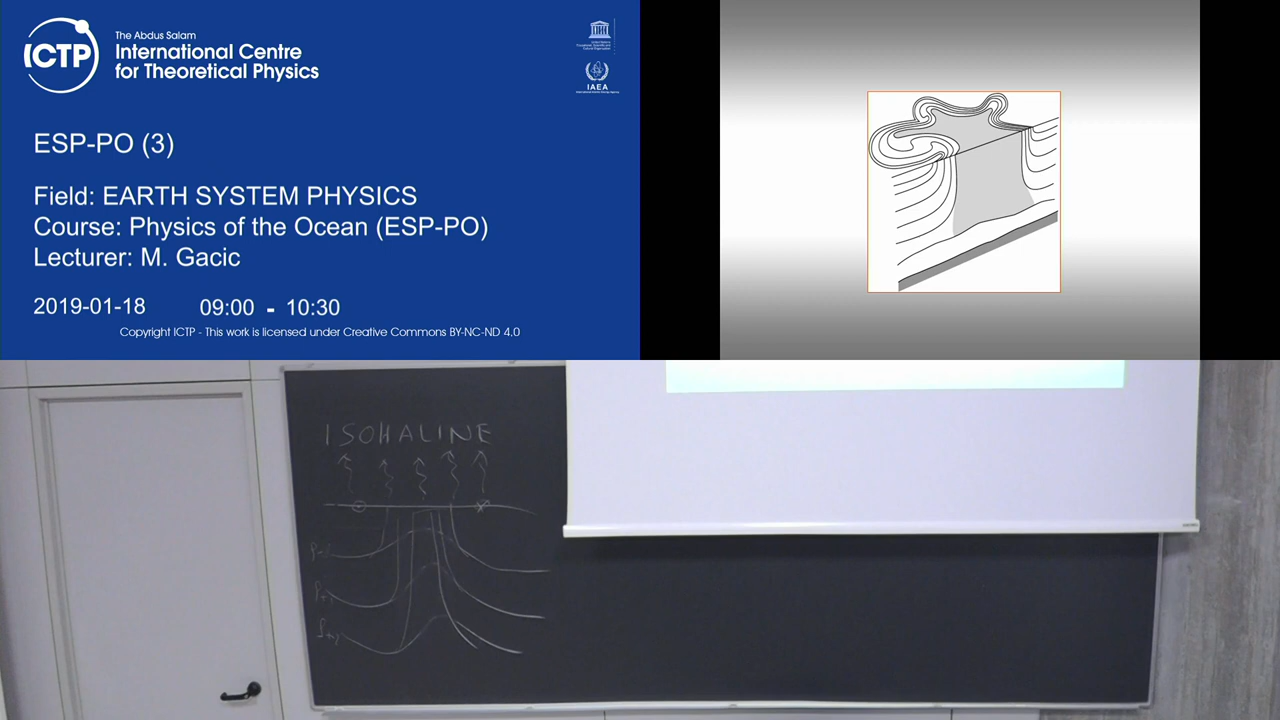 ICTP
The Abdus Salam
International Centre
for Theoretical Physics
IAEA
ESP-PO (3)
Field: EARTH SYSTEM PHYSICS
Course: Physics of the Ocean (ESP-PO)
Lecturer: M. Gacic
2019-01-18 09:00 - 10:30
Copyright ICTP - This work is licensed under Creative Commons BY-NC-ND 4.0
ISOHALINE